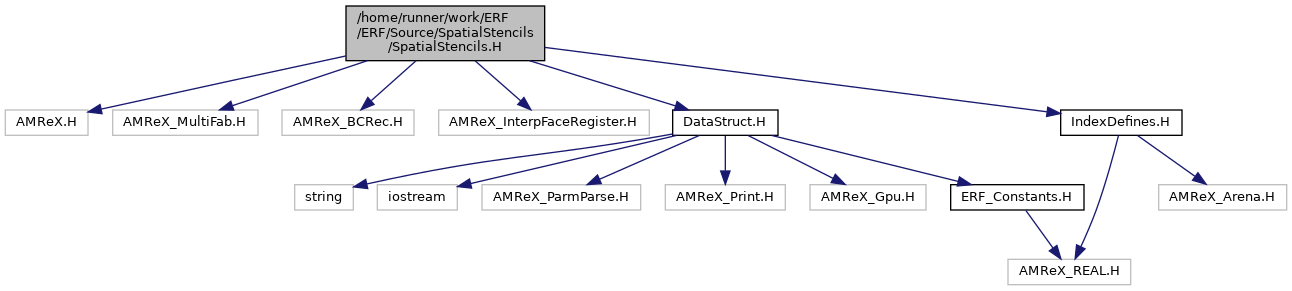 /home/runner/work/ERF
/ERF/Source/SpatialStencils
/SpatialStencils.H
AMReX.H
AMReX_MultiFab.H
AMReX_BCRec.H
AMReX_InterpFaceRegister.H
DataStruct.H
IndexDefines.H
string
iostream
AMReX_ParmParse.H
AMReX_Print.H
AMReX_Gpu.H
ERF_Constants.H
AMReX_Arena.H
AMReX_REAL.H